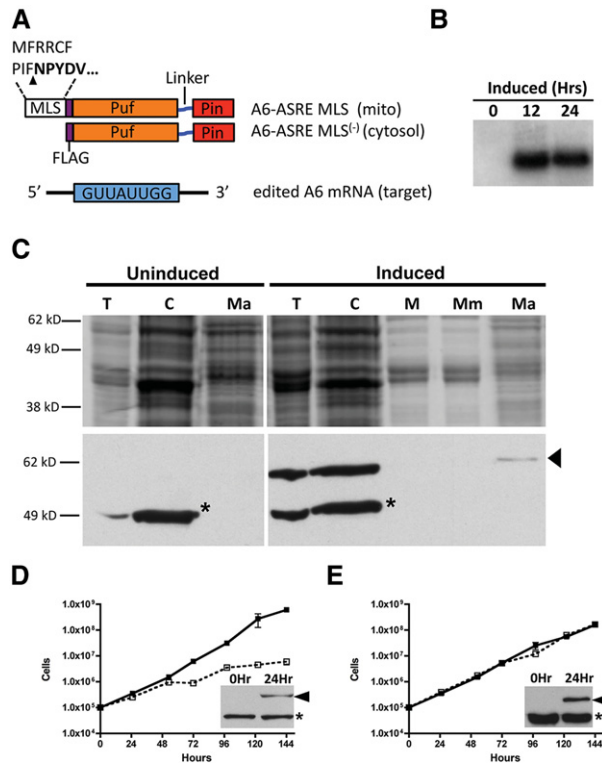 A
MFRRCF
PIFNPYDV...
Linker
MLS Puf Pin A6-ASRE MLS (mito)
Puf Pin A6-ASRE MLS(-) (cytosol)
FLAG
5' GUUAUUGG 3' edited A6 mRNA (target)
B
Induced (Hrs)
0 12 24
C
Uninduced Induced
T C Ma T C M Mm Ma
62 kD
49 kD
38 kD
62 kD
49 kD * *
D
1.0x10^9
1.0x10^8
1.0x10^7
1.0x10^6
1.0x10^5
1.0x10^4
Cells
0Hr 24Hr
*
0 24 48 72 96 120 144
Hours
E
1.0x10^9
1.0x10^8
1.0x10^7
1.0x10^6
1.0x10^5
1.0x10^4
Cells
0Hr 24Hr
*
0 24 48 72 96 120 144
Hours